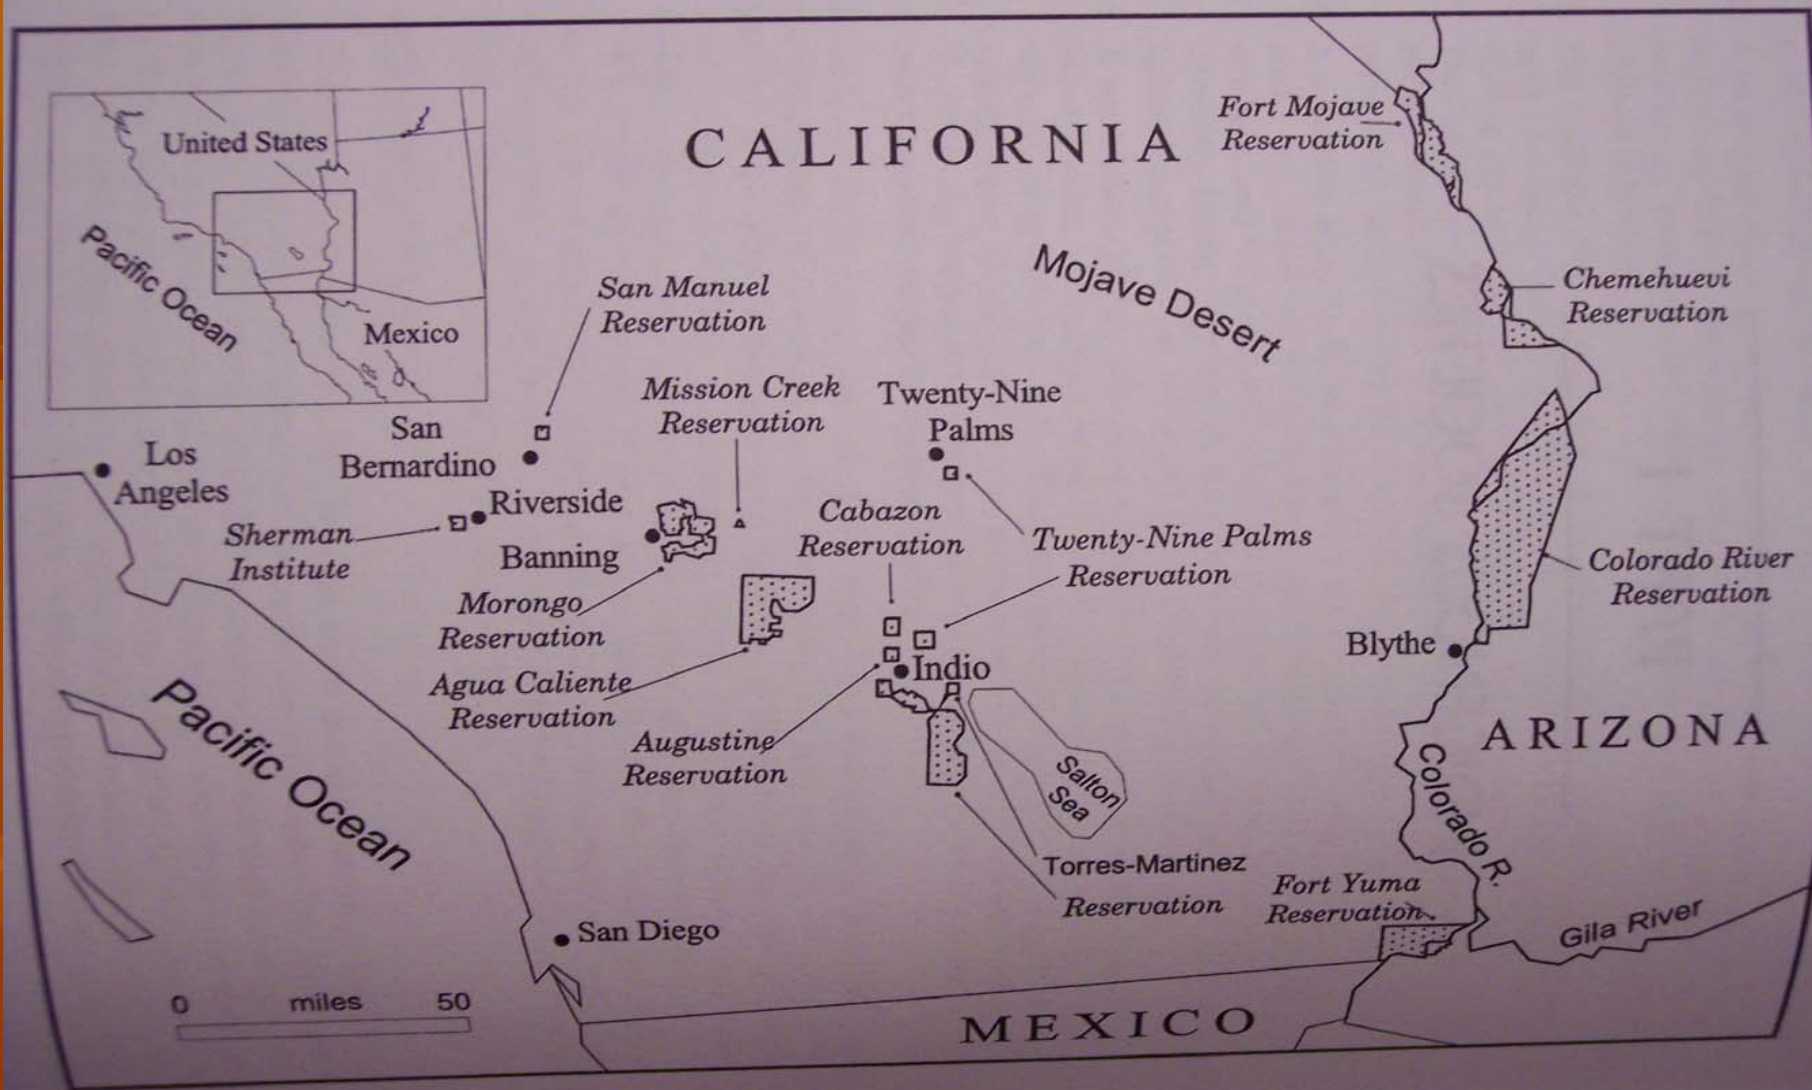 CALIFORNIA
Fort Mojave
Reservation
United States
Pacific Ocean
Mexico
San Manuel
Reservation
Mojave Desert
Chemehuevi
Reservation
Mission Creek
Reservation
Twenty-Nine
Palms
San
Bernardino
Los
Angeles
Riverside
Sherman
Institute
Banning
Cabazon
Reservation
Twenty-Nine Palms
Reservation
Colorado River
Reservation
Morongo
Reservation
Blythe
Indio
Agua Caliente
Reservation
Augustine
Reservation
Pacific Ocean
ARIZONA
Salton
Sea
Colorado R.
Torres-Martinez
Reservation
Fort Yuma
Reservation
Gila River
San Diego
0 miles 50
MEXICO